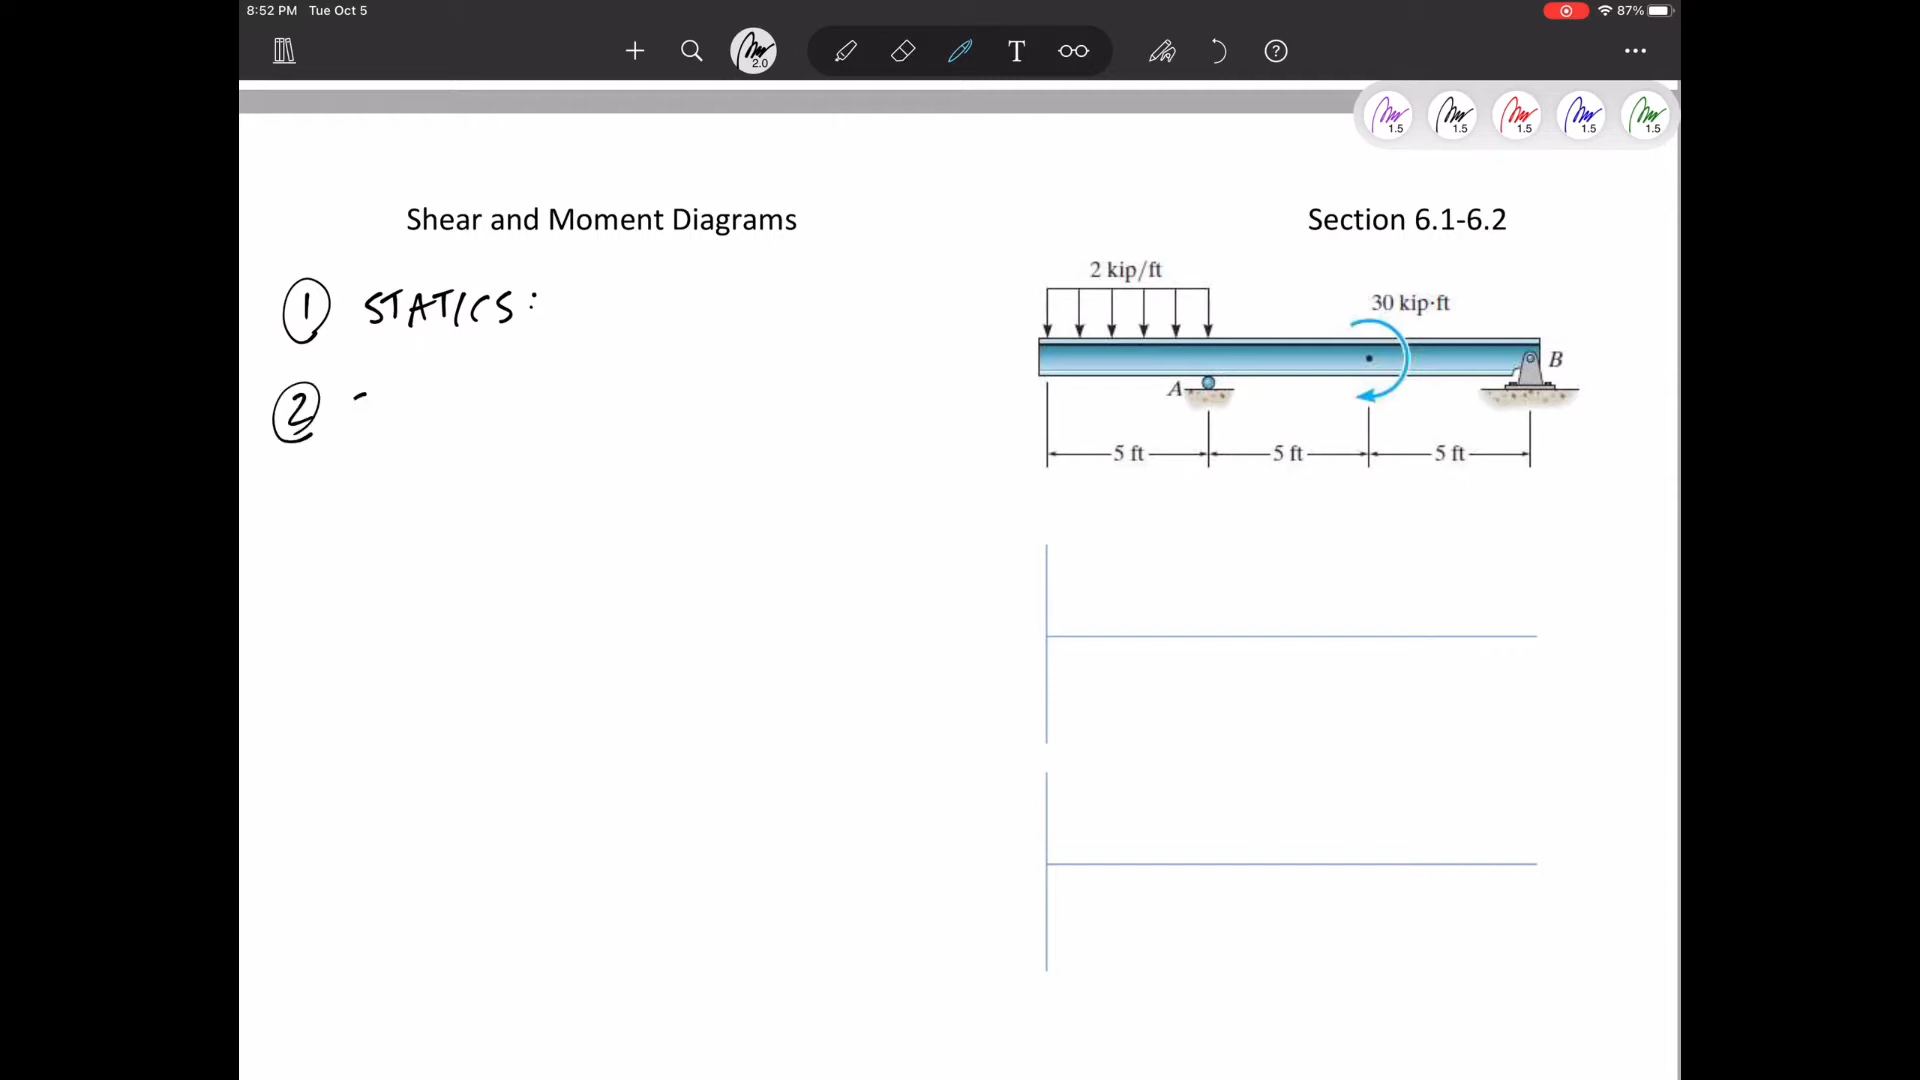 8:52 PM Tue Oct 5
87%
2.0
T
?
1.5 1.5 1.5 1.5 1.5
Shear and Moment Diagrams
Section 6.1-6.2
① STATICS:
②
2 kip/ft
30 kip·ft
A
B
5 ft 5 ft 5 ft